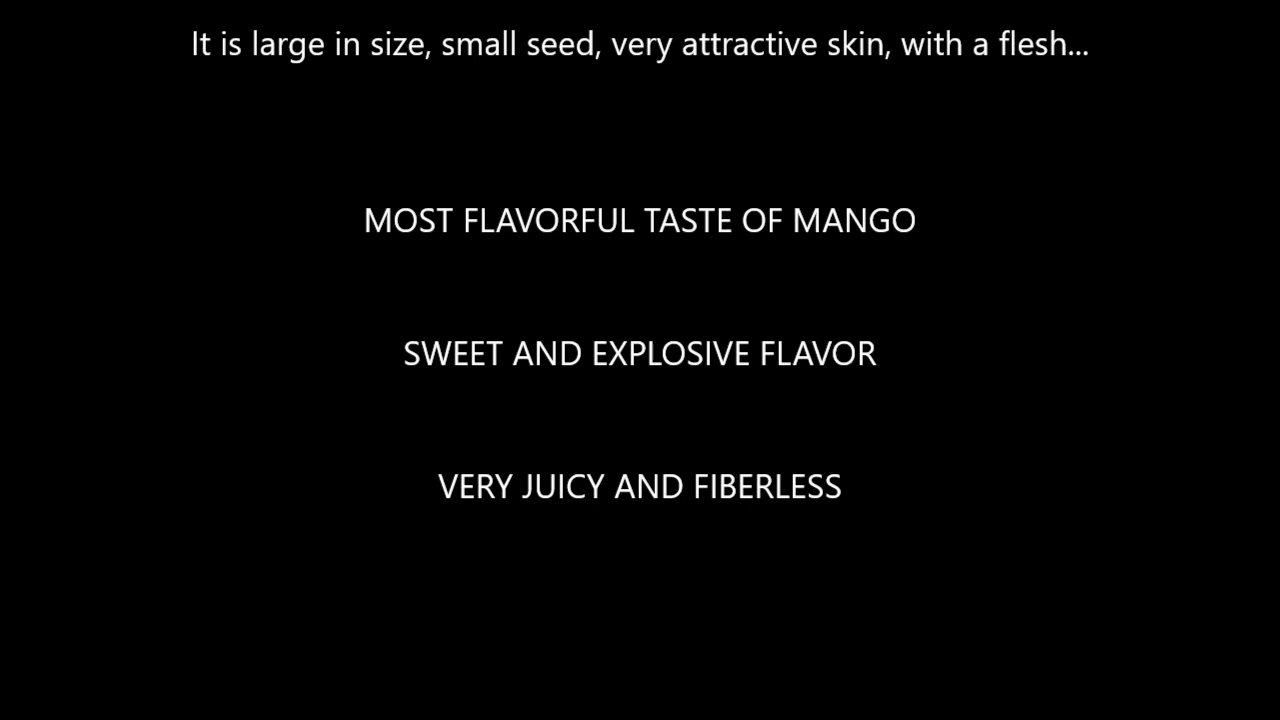 It is large in size, small seed, very attractive skin, with a flesh...
MOST FLAVORFUL TASTE OF MANGO
SWEET AND EXPLOSIVE FLAVOR
VERY JUICY AND FIBERLESS